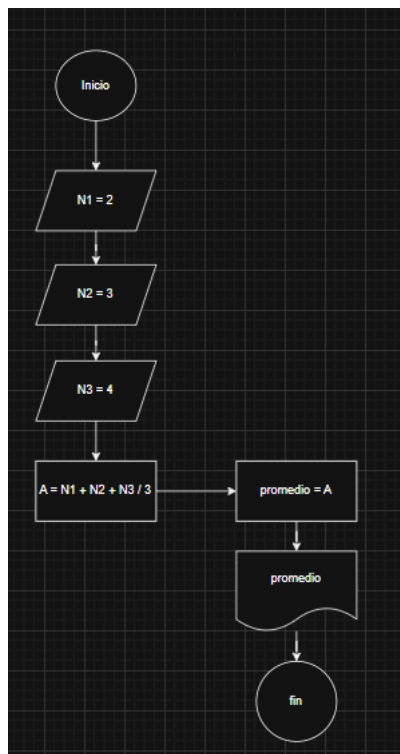 Inicio
N1 = 2
N2 = 3
N3 = 4
A = N1 + N2 + N3 / 3
promedio = A
promedio
fin